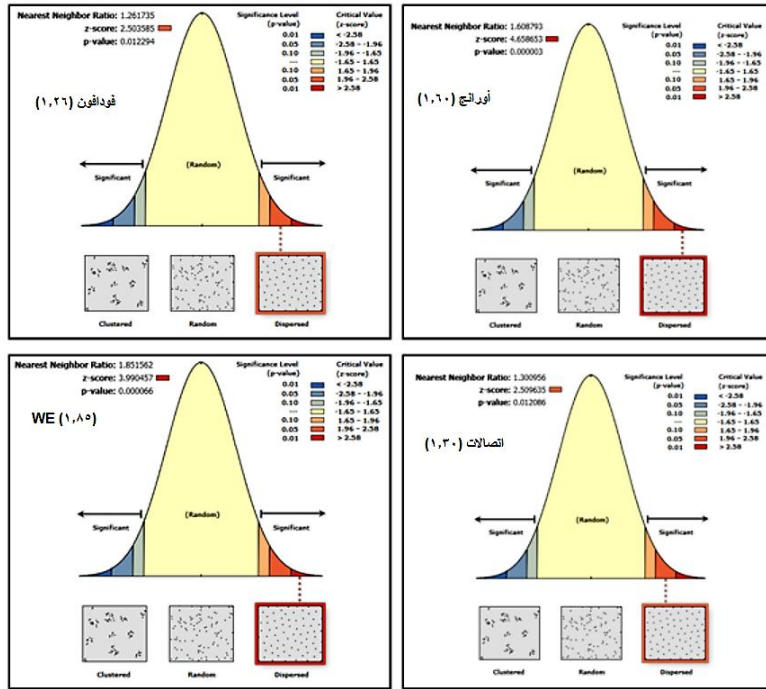 Nearest Neighbor Ratio: 1.261735
z-score: 2.503585
p-value: 0.012294
Significance Level (p-value)
Critical Value (z-score)
0.01 < -2.58
0.05 -2.58 - -1.96
0.10 -1.96 - -1.65
--- -1.65 - 1.65
0.10 1.65 - 1.96
0.05 1.96 - 2.58
0.01 > 2.58
فودافون (١,٢٦)
Significant
(Random)
Significant
Clustered
Random
Dispersed
Nearest Neighbor Ratio: 1.608793
z-score: 4.658653
p-value: 0.000003
Significance Level (p-value)
Critical Value (z-score)
0.01 < -2.58
0.05 -2.58 - -1.96
0.10 -1.96 - -1.65
--- -1.65 - 1.65
0.10 1.65 - 1.96
0.05 1.96 - 2.58
0.01 > 2.58
أورانج (١,٦٠)
Significant
(Random)
Significant
Clustered
Random
Dispersed
Nearest Neighbor Ratio: 1.851562
z-score: 3.990457
p-value: 0.000066
Significance Level (p-value)
Critical Value (z-score)
0.01 < -2.58
0.05 -2.58 - -1.96
0.10 -1.96 - -1.65
--- -1.65 - 1.65
0.10 1.65 - 1.96
0.05 1.96 - 2.58
0.01 > 2.58
WE (١,٨٥)
Significant
(Random)
Significant
Clustered
Random
Dispersed
Nearest Neighbor Ratio: 1.300956
z-score: 2.509635
p-value: 0.012086
Significance Level (p-value)
Critical Value (z-score)
0.01 < -2.58
0.05 -2.58 - -1.96
0.10 -1.96 - -1.65
--- -1.65 - 1.65
0.10 1.65 - 1.96
0.05 1.96 - 2.58
0.01 > 2.58
اتصالات (١,٣٠)
Significant
(Random)
Significant
Clustered
Random
Dispersed